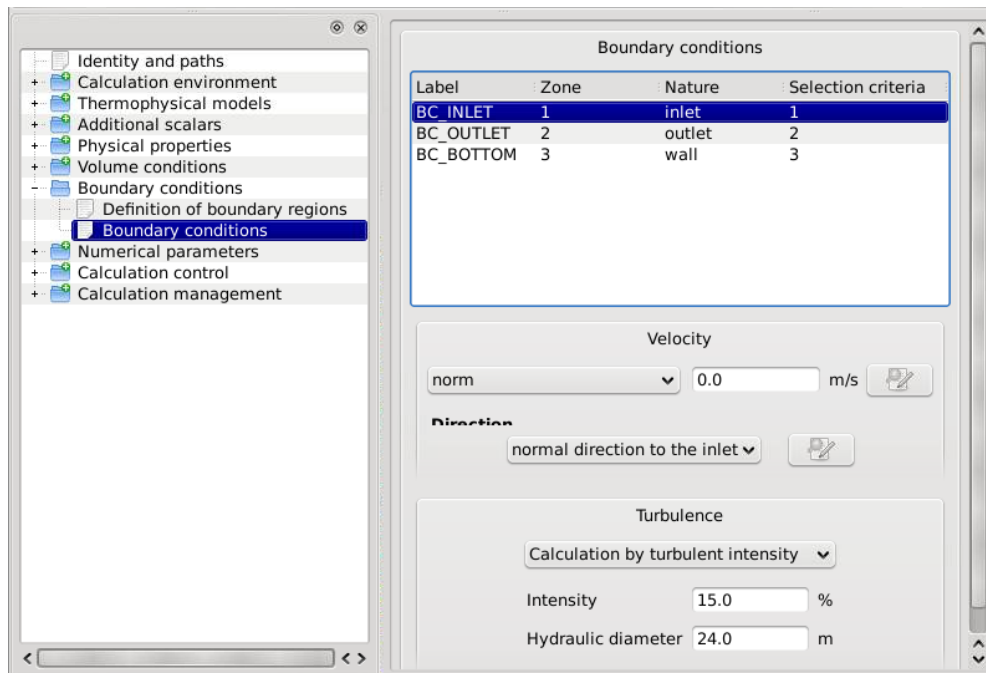 Identity and paths
Calculation environment
Thermophysical models
Additional scalars
Physical properties
Volume conditions
Boundary conditions
Definition of boundary regions
Boundary conditions
Numerical parameters
Calculation control
Calculation management
Boundary conditions
Label Zone Nature Selection criteria
BC_INLET 1 inlet 1
BC_OUTLET 2 outlet 2
BC_BOTTOM 3 wall 3
Velocity
norm 0.0 m/s
Direction
normal direction to the inlet
Turbulence
Calculation by turbulent intensity
Intensity 15.0 %
Hydraulic diameter 24.0 m